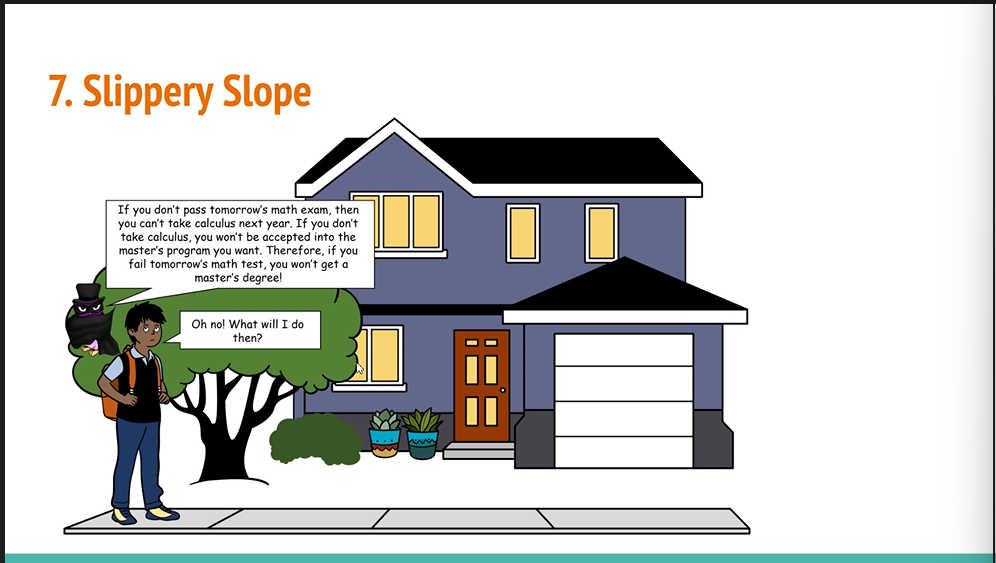 7. Slippery Slope
If you don't pass tomorrow's math exam, then
you can't take calculus next year. If you don't
take calculus, you won't be accepted into the
master's program you want. Therefore, if you
fail tomorrow's math test, you won't get a
master's degree!
Oh no! What will I do
then?